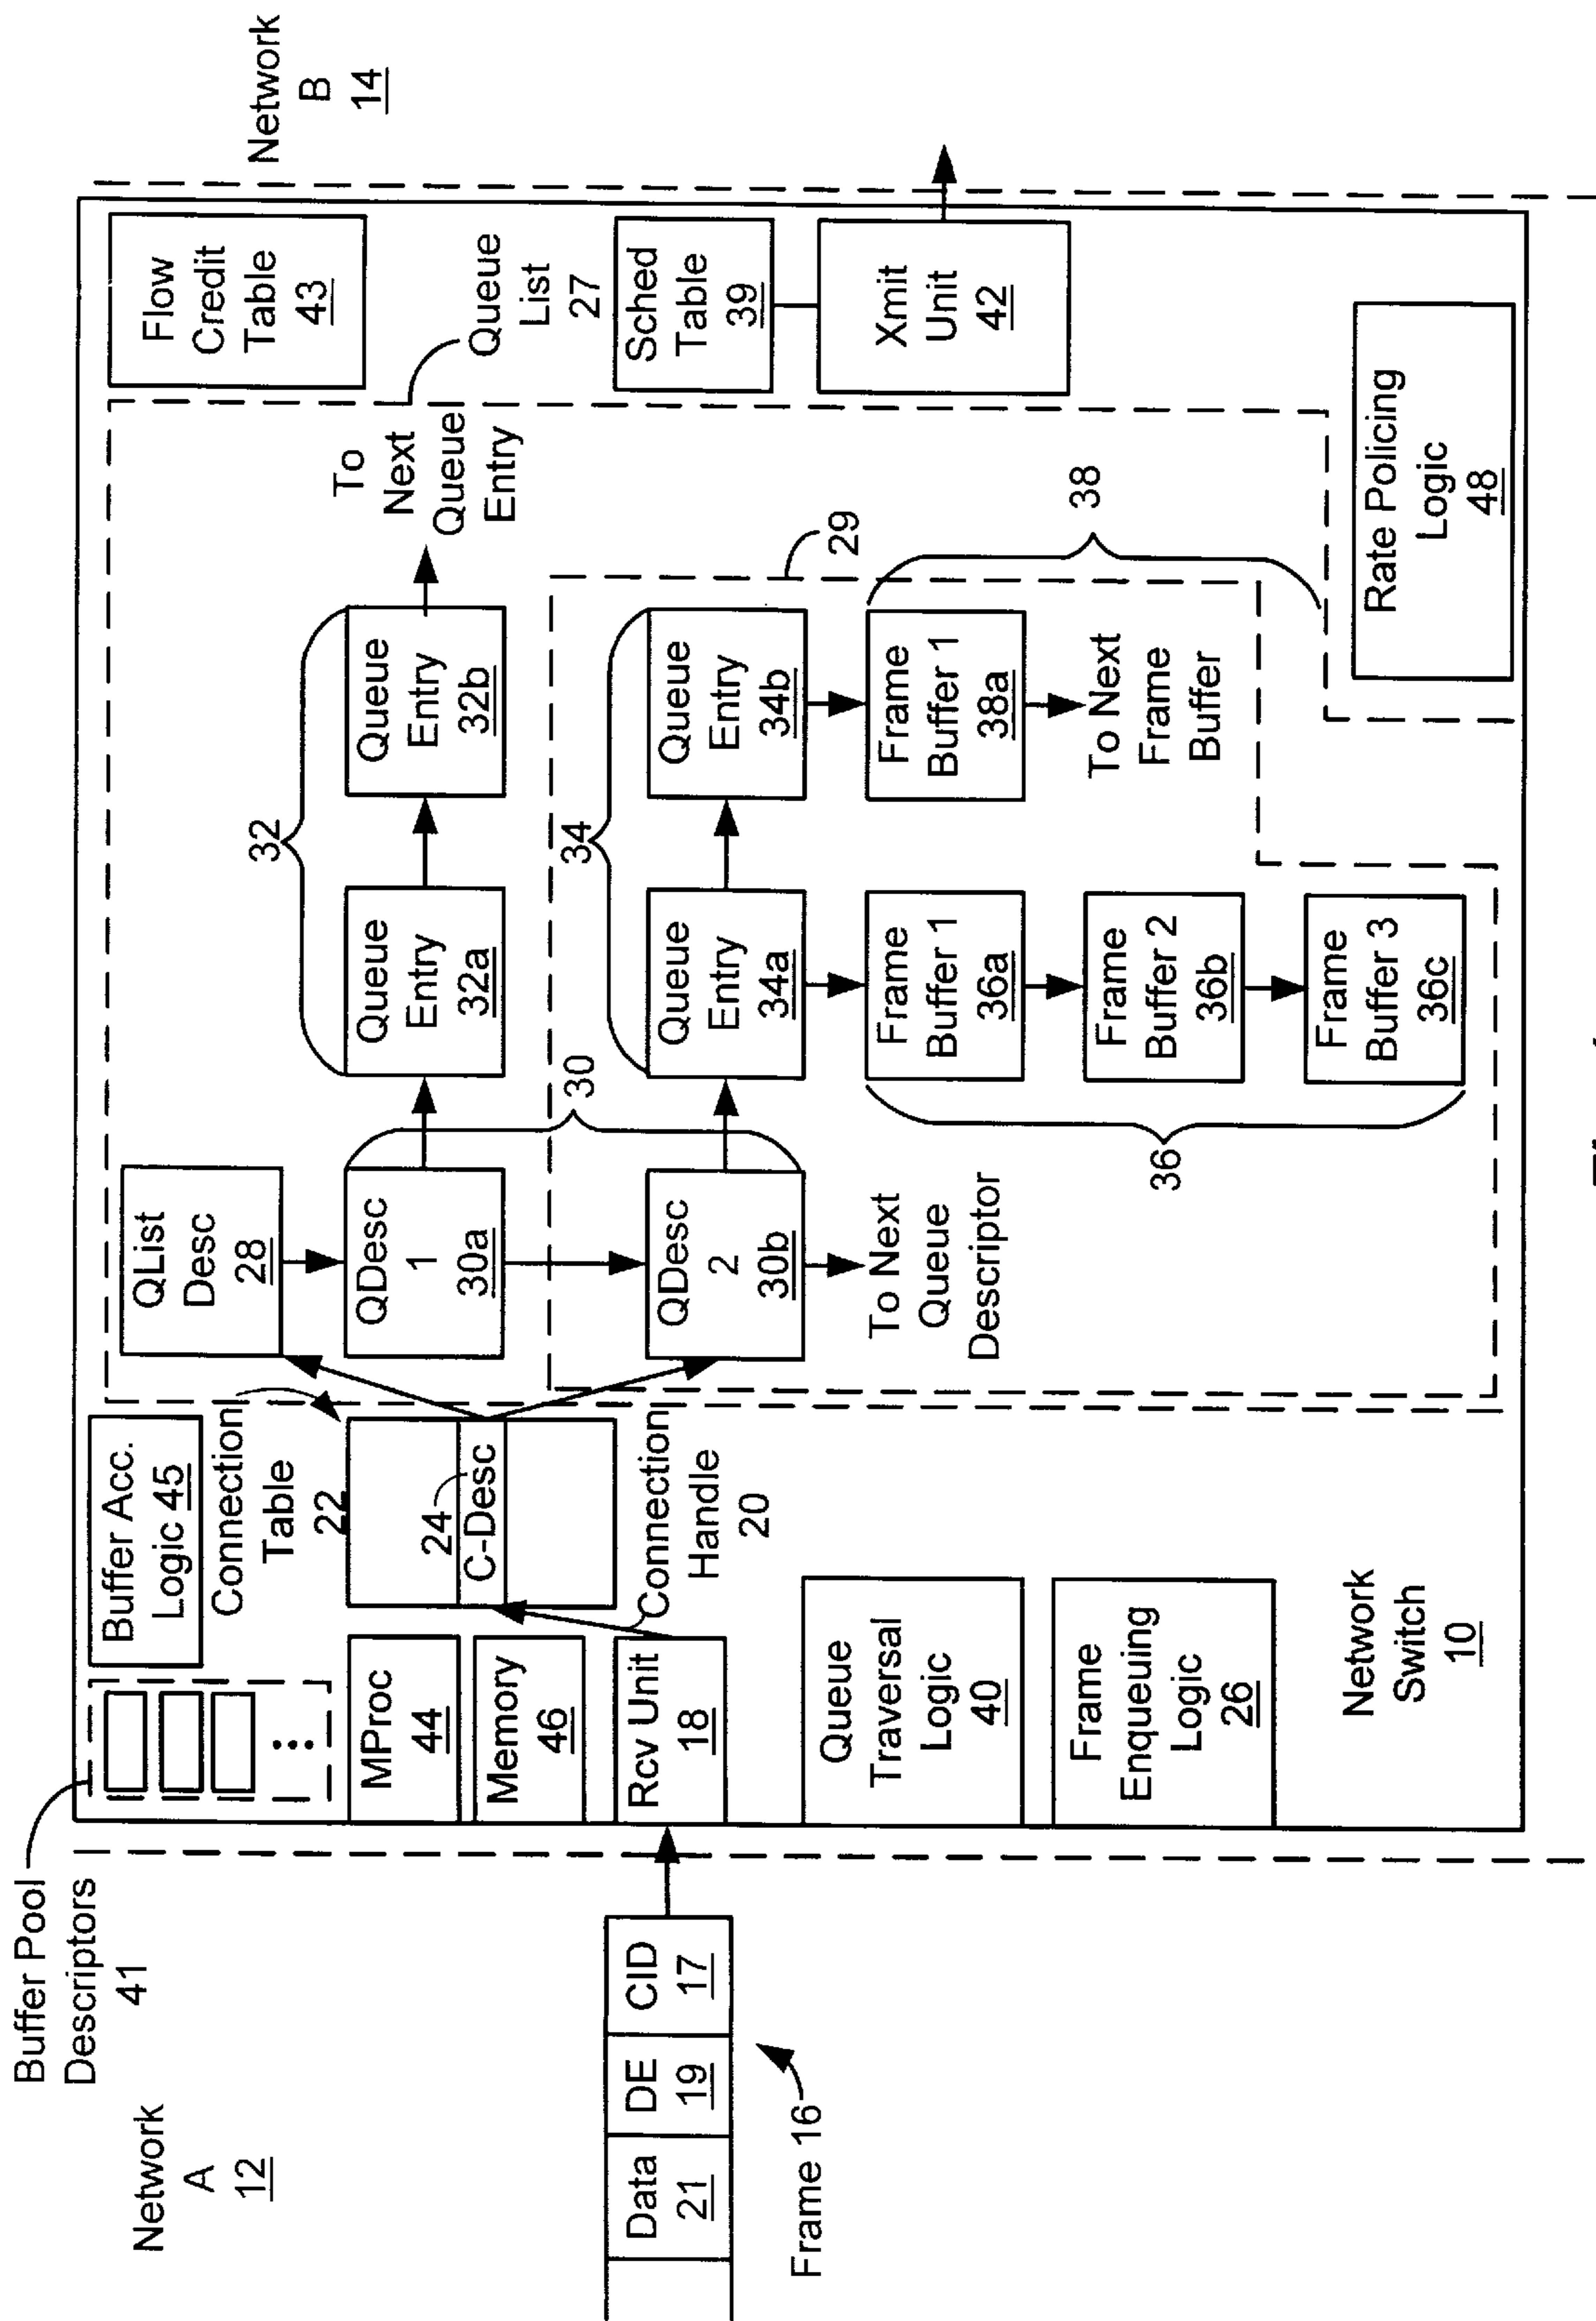 Network
A
12
Buffer Pool
Descriptors
41
Data
21
DE
19
CID
17
Frame 16
Buffer Acc.
Logic 45
MProc
44
Memory
46
Rcv Unit
18
Queue
Traversal
Logic
40
Frame
Enqueuing
Logic
26
Network
Switch
10
Connection
Table
22
24
C-Desc
Connection
Handle
20
QList
Desc
28
QDesc
1
30a
QDesc
2
30b
To Next
Queue
Descriptor
30
32
Queue
Entry
32a
Queue
Entry
32b
To
Next
Queue
Entry
34
Queue
Entry
34a
Queue
Entry
34b
29
36
Frame
Buffer 1
36a
Frame
Buffer 2
36b
Frame
Buffer 3
36c
38
Frame
Buffer 1
38a
To Next
Frame
Buffer
Flow
Credit
Table
43
Queue
List
27
Sched
Table
39
Xmit
Unit
42
Rate Policing
Logic
48
Network
B
14